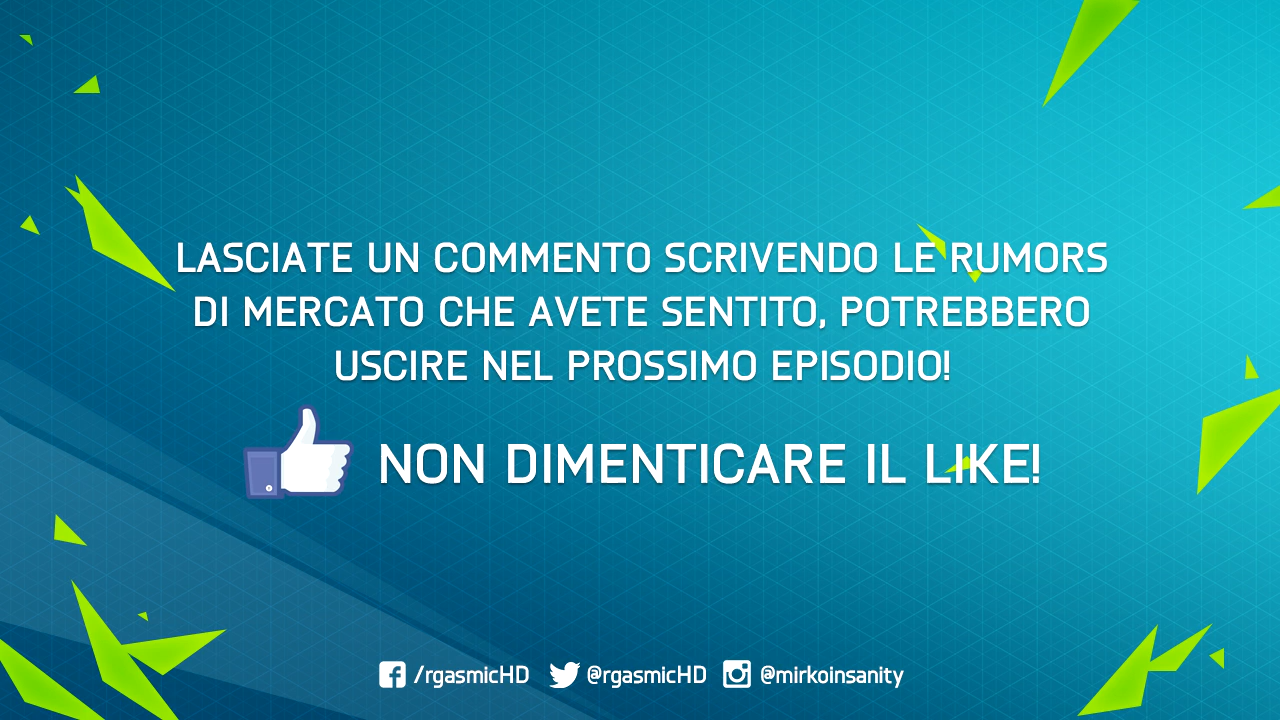 LASCIATE UN COMMENTO SCRIVENDO LE RUMORS
DI MERCATO CHE AVETE SENTITO, POTREBBERO
USCIRE NEL PROSSIMO EPISODIO!
NON DIMENTICARE IL LIKE!
/rgasmicHD @rgasmicHD @mirkoinsanity